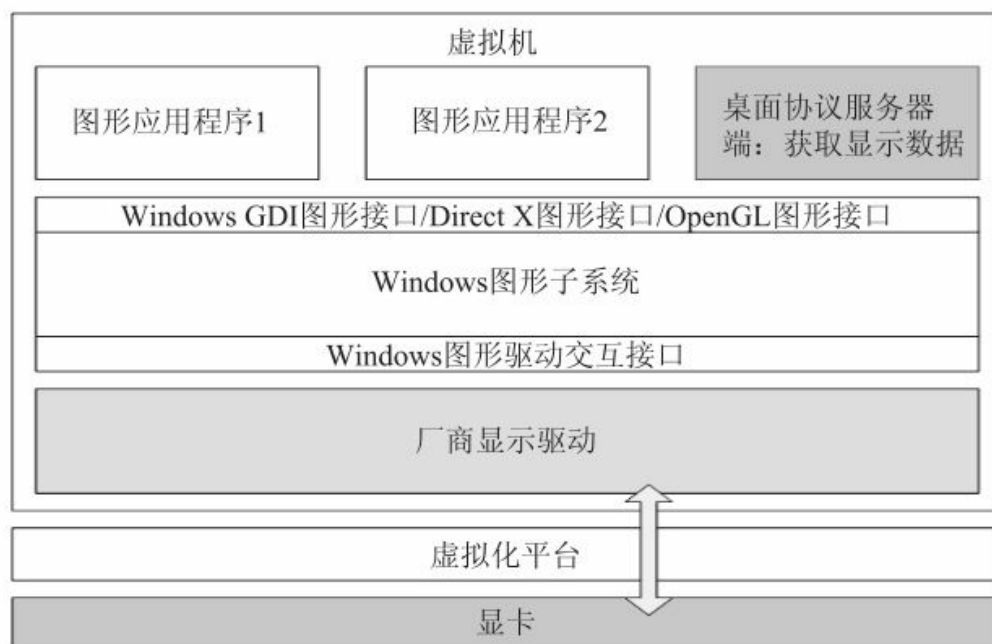 虚拟机
图形应用程序1
图形应用程序2
桌面协议服务器
端：获取显示数据
Windows GDI图形接口/Direct X图形接口/OpenGL图形接口
Windows图形子系统
Windows图形驱动交互接口
厂商显示驱动
虚拟化平台
显卡